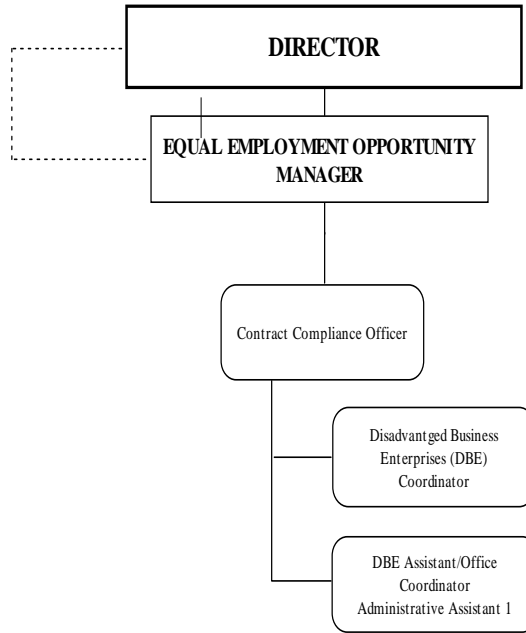 DIRECTOR
EQUAL EMPLOYMENT OPPORTUNITY
MANAGER
Contract Compliance Officer
Disadvantged Business
Enterprises (DBE)
Coordinator
DBE Assistant/Office
Coordinator
Administrative Assistant 1